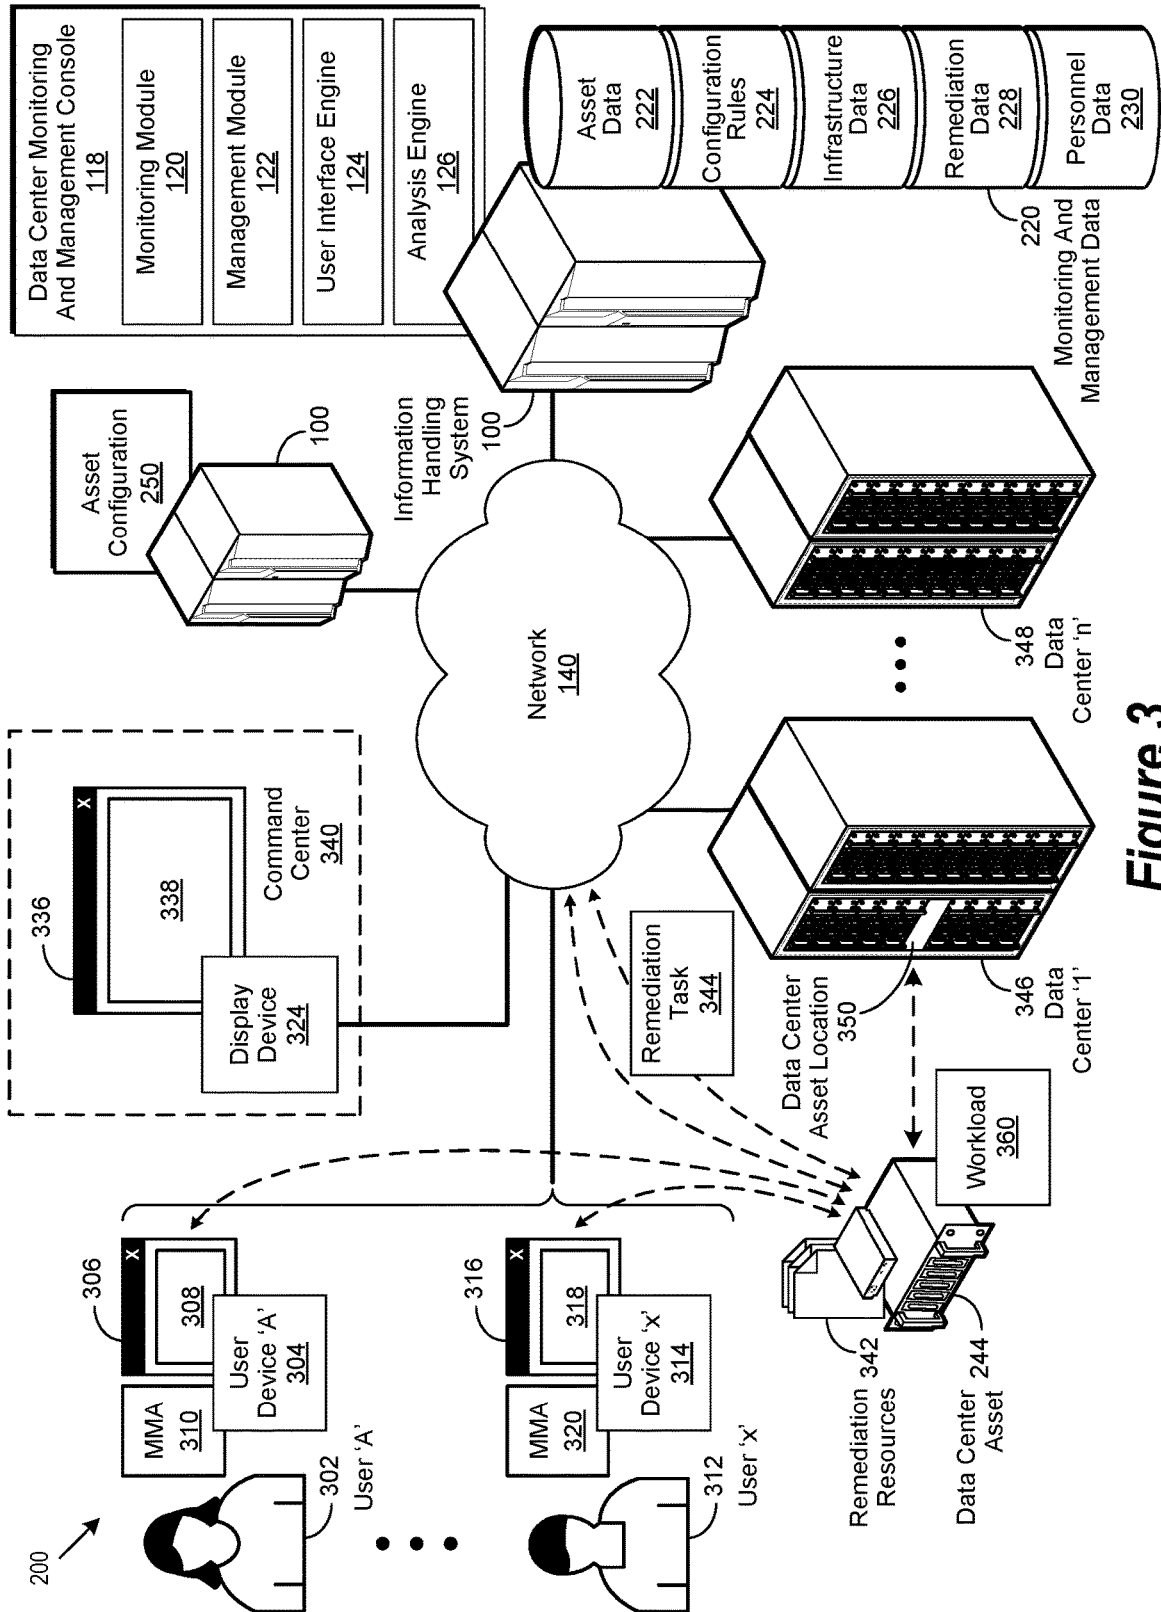 200
302
User ‘A’
MMA
310
User
Device ‘A’
304
306
X
308
312
User ‘x’
MMA
320
User
Device ‘x’
314
316
X
318
336
X
338
Display
Device
324
Command
Center
340
Asset
Configuration
250
100
Data Center Monitoring
And Management Console
118
Monitoring Module
120
Management Module
122
User Interface Engine
124
Analysis Engine
126
Information
Handling
System
100
Network
140
Remediation
Task
344
342
Remediation
Resources
244
Data Center
Asset
Workload
360
Data Center
Asset Location
350
346
Data
Center ‘1’
348
Data
Center ‘n’
Asset
Data
222
Configuration
Rules
224
Infrastructure
Data
226
Remediation
Data
228
Personnel
Data
230
220
Monitoring And
Management Data
Figure 3